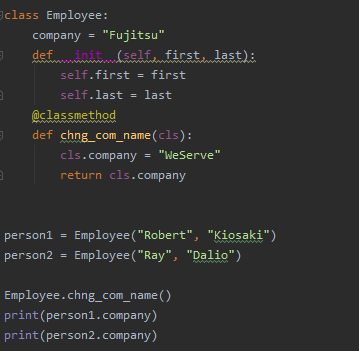 class Employee:
    company = "Fujitsu"
    def __init__(self, first, last):
        self.first = first
        self.last = last
    @classmethod
    def chng_com_name(cls):
        cls.company = "WeServe"
        return cls.company
person1 = Employee("Robert", "Kiosaki")
person2 = Employee("Ray", "Dalio")
Employee.chng_com_name()
print(person1.company)
print(person2.company)